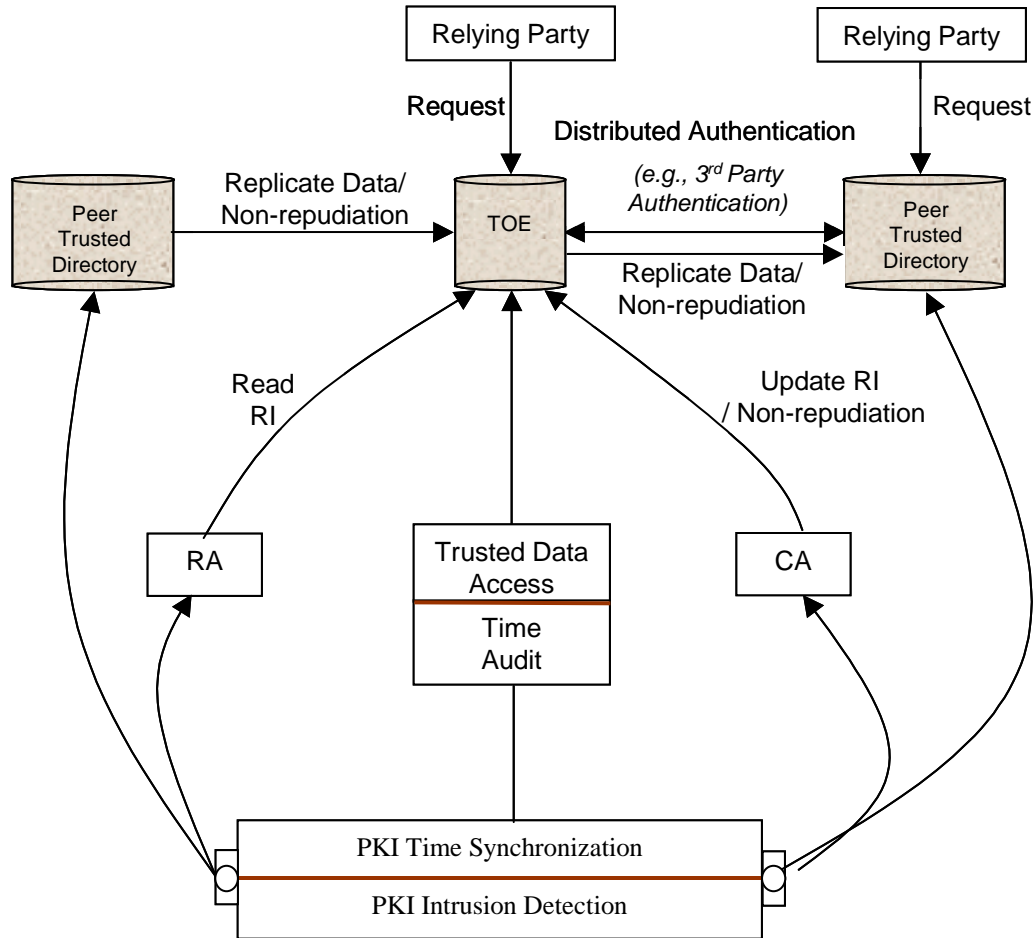 Relying Party
Relying Party
Request
Request
Distributed Authentication
(e.g., 3rd Party
Authentication)
Replicate Data/
Non-repudiation
Peer
Trusted
Directory
TOE
Peer
Trusted
Directory
Replicate Data/
Non-repudiation
Read
RI
Update RI
/ Non-repudiation
RA
Trusted Data
Access
Time
Audit
CA
PKI Time Synchronization
PKI Intrusion Detection